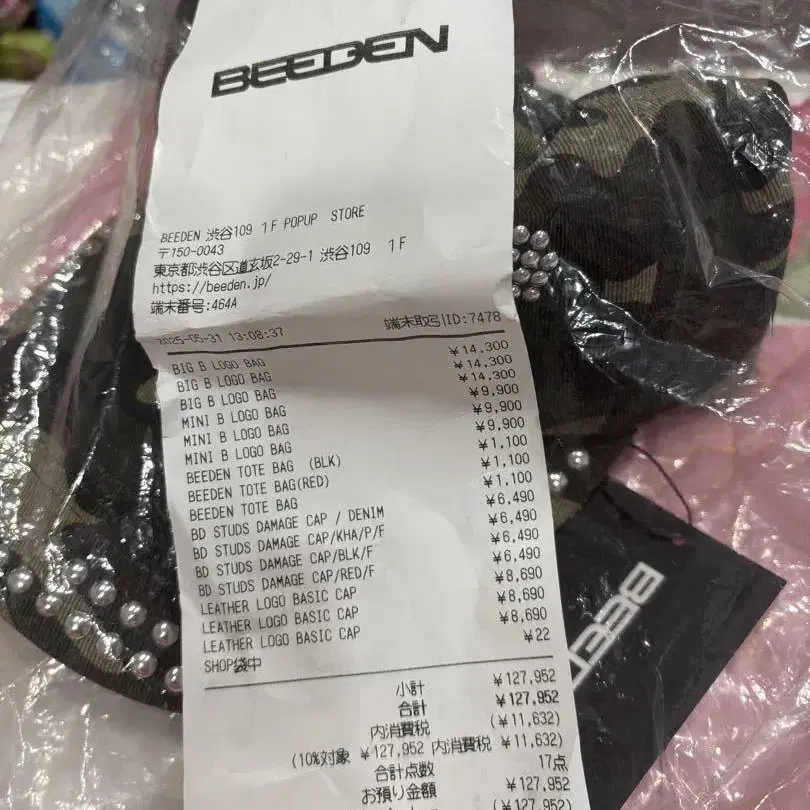 BEEDEN
BEEDEN 渋谷109 1F POPUP STORE
〒150-0043
東京都渋谷区道玄坂2-29-1 渋谷109 1F
https://beeden.jp/
端末番号:464A
2025-05-31 13:08:37 端末取引ID:7478
BIG B LOGO BAG ¥14,300
BIG B LOGO BAG ¥14,300
BIG B LOGO BAG ¥14,300
MINI B LOGO BAG ¥9,900
MINI B LOGO BAG ¥9,900
MINI B LOGO BAG ¥9,900
BEEDEN TOTE BAG (BLK) ¥1,100
BEEDEN TOTE BAG(RED) ¥1,100
BEEDEN TOTE BAG ¥1,100
BD STUDS DAMAGE CAP / DENIM ¥6,490
BD STUDS DAMAGE CAP/KHA/P/F ¥6,490
BD STUDS DAMAGE CAP/BLK/F ¥6,490
BD STUDS DAMAGE CAP/RED/F ¥6,490
LEATHER LOGO BASIC CAP ¥8,690
LEATHER LOGO BASIC CAP ¥8,690
LEATHER LOGO BASIC CAP ¥8,690
SHOP袋中 ¥22
小計 ¥127,952
合計 ¥127,952
内消費税 (¥11,632)
(10%対象 ¥127,952 内消費税 ¥11,632)
合計点数 17点
お預り金額 ¥127,952
(¥127,952)
BEEDEN